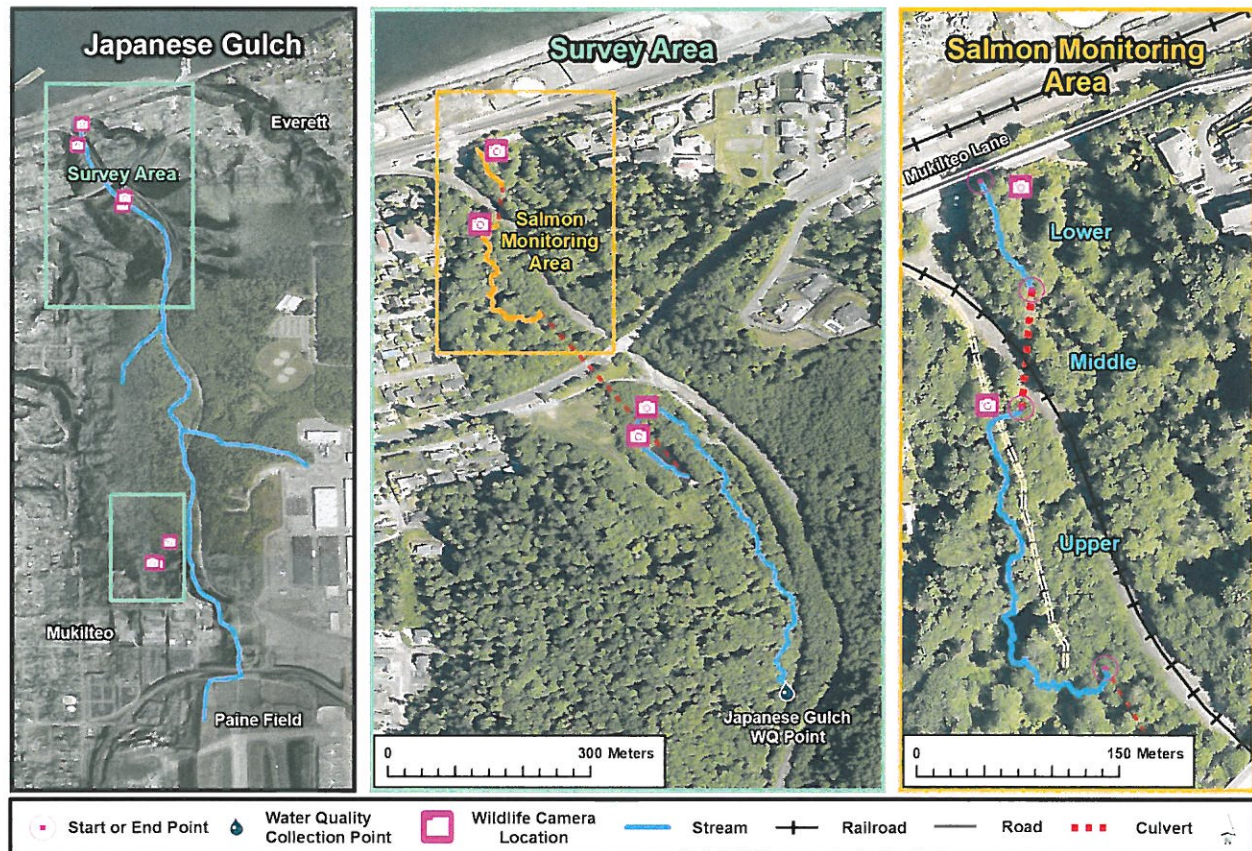 Japanese Gulch
Everett
Survey Area
Mukilteo
Paine Field
Survey Area
Salmon
Monitoring
Area
Japanese Gulch
WQ Point
0
300 Meters
Salmon Monitoring
Area
Mukilteo Lane
Lower
Middle
Upper
0
150 Meters
Start or End Point
Water Quality
Collection Point
Wildlife Camera
Location
Stream
Railroad
Road
Culvert
N